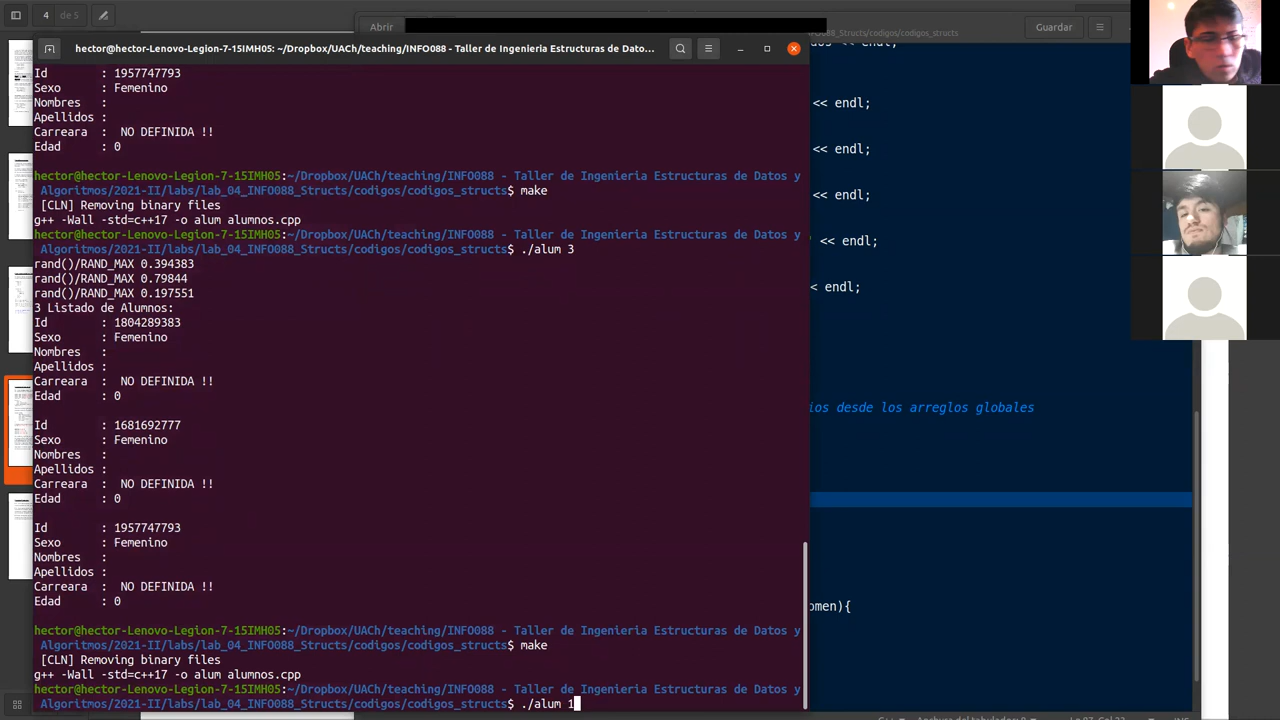 4 de 5
Abrir
Guardar
hector@hector-Lenovo-Legion-7-15IMH05: ~/Dropbox/UACh/teaching/INFO088 - Taller de Ingenieria Estructuras de Dato...
FO088_Structs/codigos/codigos_structs
<< endl;
Id : 1957747793
Sexo : Femenino
Nombres :
Apellidos :
Carreara : NO DEFINIDA !!
Edad : 0
<< endl;
<< endl;
<< endl;
<< endl;
<< endl;
hector@hector-Lenovo-Legion-7-15IMH05:~/Dropbox/UACh/teaching/INFO088 - Taller de Ingenieria Estructuras de Datos y
Algoritmos/2021-II/labs/lab_04_INFO088_Structs/codigos/codigos_structs$ make
[CLN] Removing binary files
g++ -Wall -std=c++17 -o alum alumnos.cpp
hector@hector-Lenovo-Legion-7-15IMH05:~/Dropbox/UACh/teaching/INFO088 - Taller de Ingenieria Estructuras de Datos y
Algoritmos/2021-II/labs/lab_04_INFO088_Structs/codigos/codigos_structs$ ./alum 3
rand()/RAND_MAX 0.394383
rand()/RAND_MAX 0.79844
rand()/RAND_MAX 0.197551
3 Lista de Alumnos:
Id : 1804289383
Sexo : Femenino
Nombres :
Apellidos :
Carreara : NO DEFINIDA !!
Edad : 0
ios desde los arreglos globales
Id : 1681692777
Sexo : Femenino
Nombres :
Apellidos :
Carreara : NO DEFINIDA !!
Edad : 0
Id : 1957747793
Sexo : Femenino
Nombres :
Apellidos :
Carreara : NO DEFINIDA !!
Edad : 0
omen){
hector@hector-Lenovo-Legion-7-15IMH05:~/Dropbox/UACh/teaching/INFO088 - Taller de Ingenieria Estructuras de Datos y
Algoritmos/2021-II/labs/lab_04_INFO088_Structs/codigos/codigos_structs$ make
[CLN] Removing binary files
g++ -Wall -std=c++17 -o alum alumnos.cpp
hector@hector-Lenovo-Legion-7-15IMH05:~/Dropbox/UACh/teaching/INFO088 - Taller de Ingenieria Estructuras de Datos y
Algoritmos/2021-II/labs/lab_04_INFO088_Structs/codigos/codigos_structs$ ./alum 1